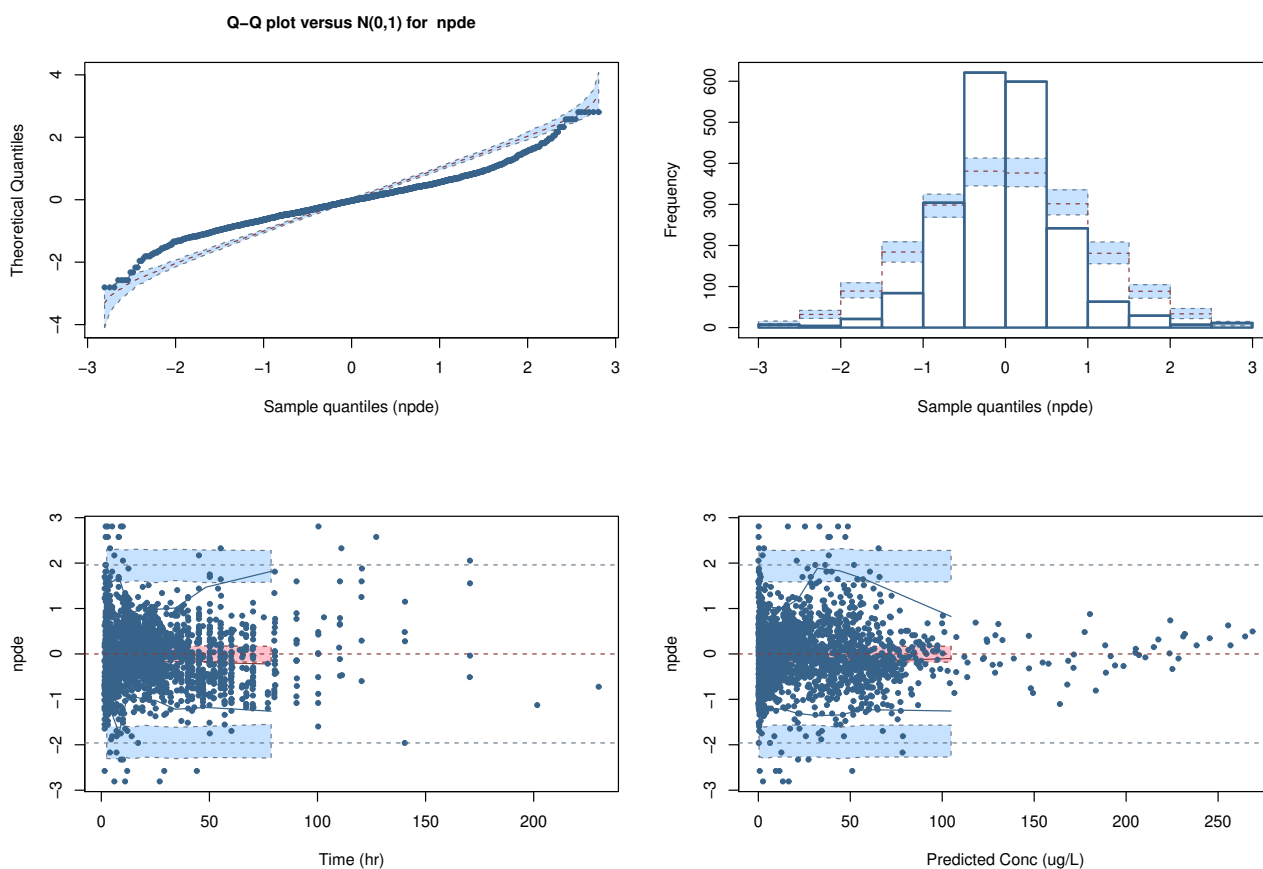 Q−Q plot versus N(0,1) for  npde
Theoretical Quantiles
4
2
0
−2
−4
−3 −2 −1 0 1 2 3
Sample quantiles (npde)
Frequency
600
500
400
300
200
100
0
−3 −2 −1 0 1 2 3
Sample quantiles (npde)
npde
3
2
1
0
−1
−2
−3
0 50 100 150 200
Time (hr)
npde
3
2
1
0
−1
−2
−3
0 50 100 150 200 250
Predicted Conc (ug/L)